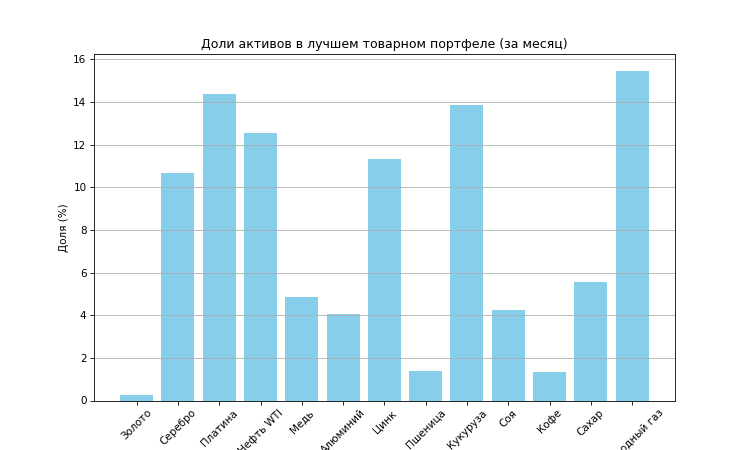 Доли активов в лучшем товарном портфеле (за месяц)
16
14
12
10
8
6
4
2
0
Доля (%)
Золото
Серебро
Платина
Нефть WTI
Медь
Алюминий
Цинк
Пшеница
Кукуруза
Соя
Кофе
Сахар
газ